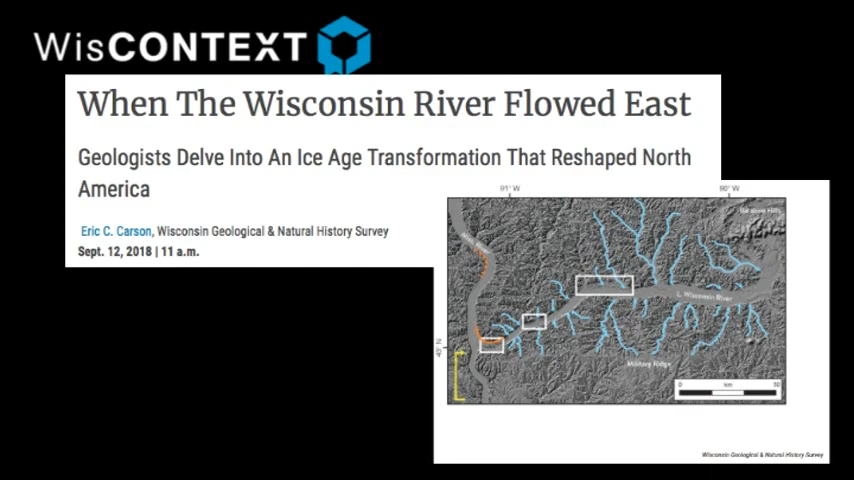 WisCONTEXT
When The Wisconsin River Flowed East
Geologists Delve Into An Ice Age Transformation That Reshaped North
America
Eric C. Carson, Wisconsin Geological & Natural History Survey
Sept. 12, 2018 | 11 a.m.
91° W
90° W
Baraboo Hills
L. Wisconsin River
43° N
Military Ridge
0 km 50
Wisconsin Geological & Natural History Survey